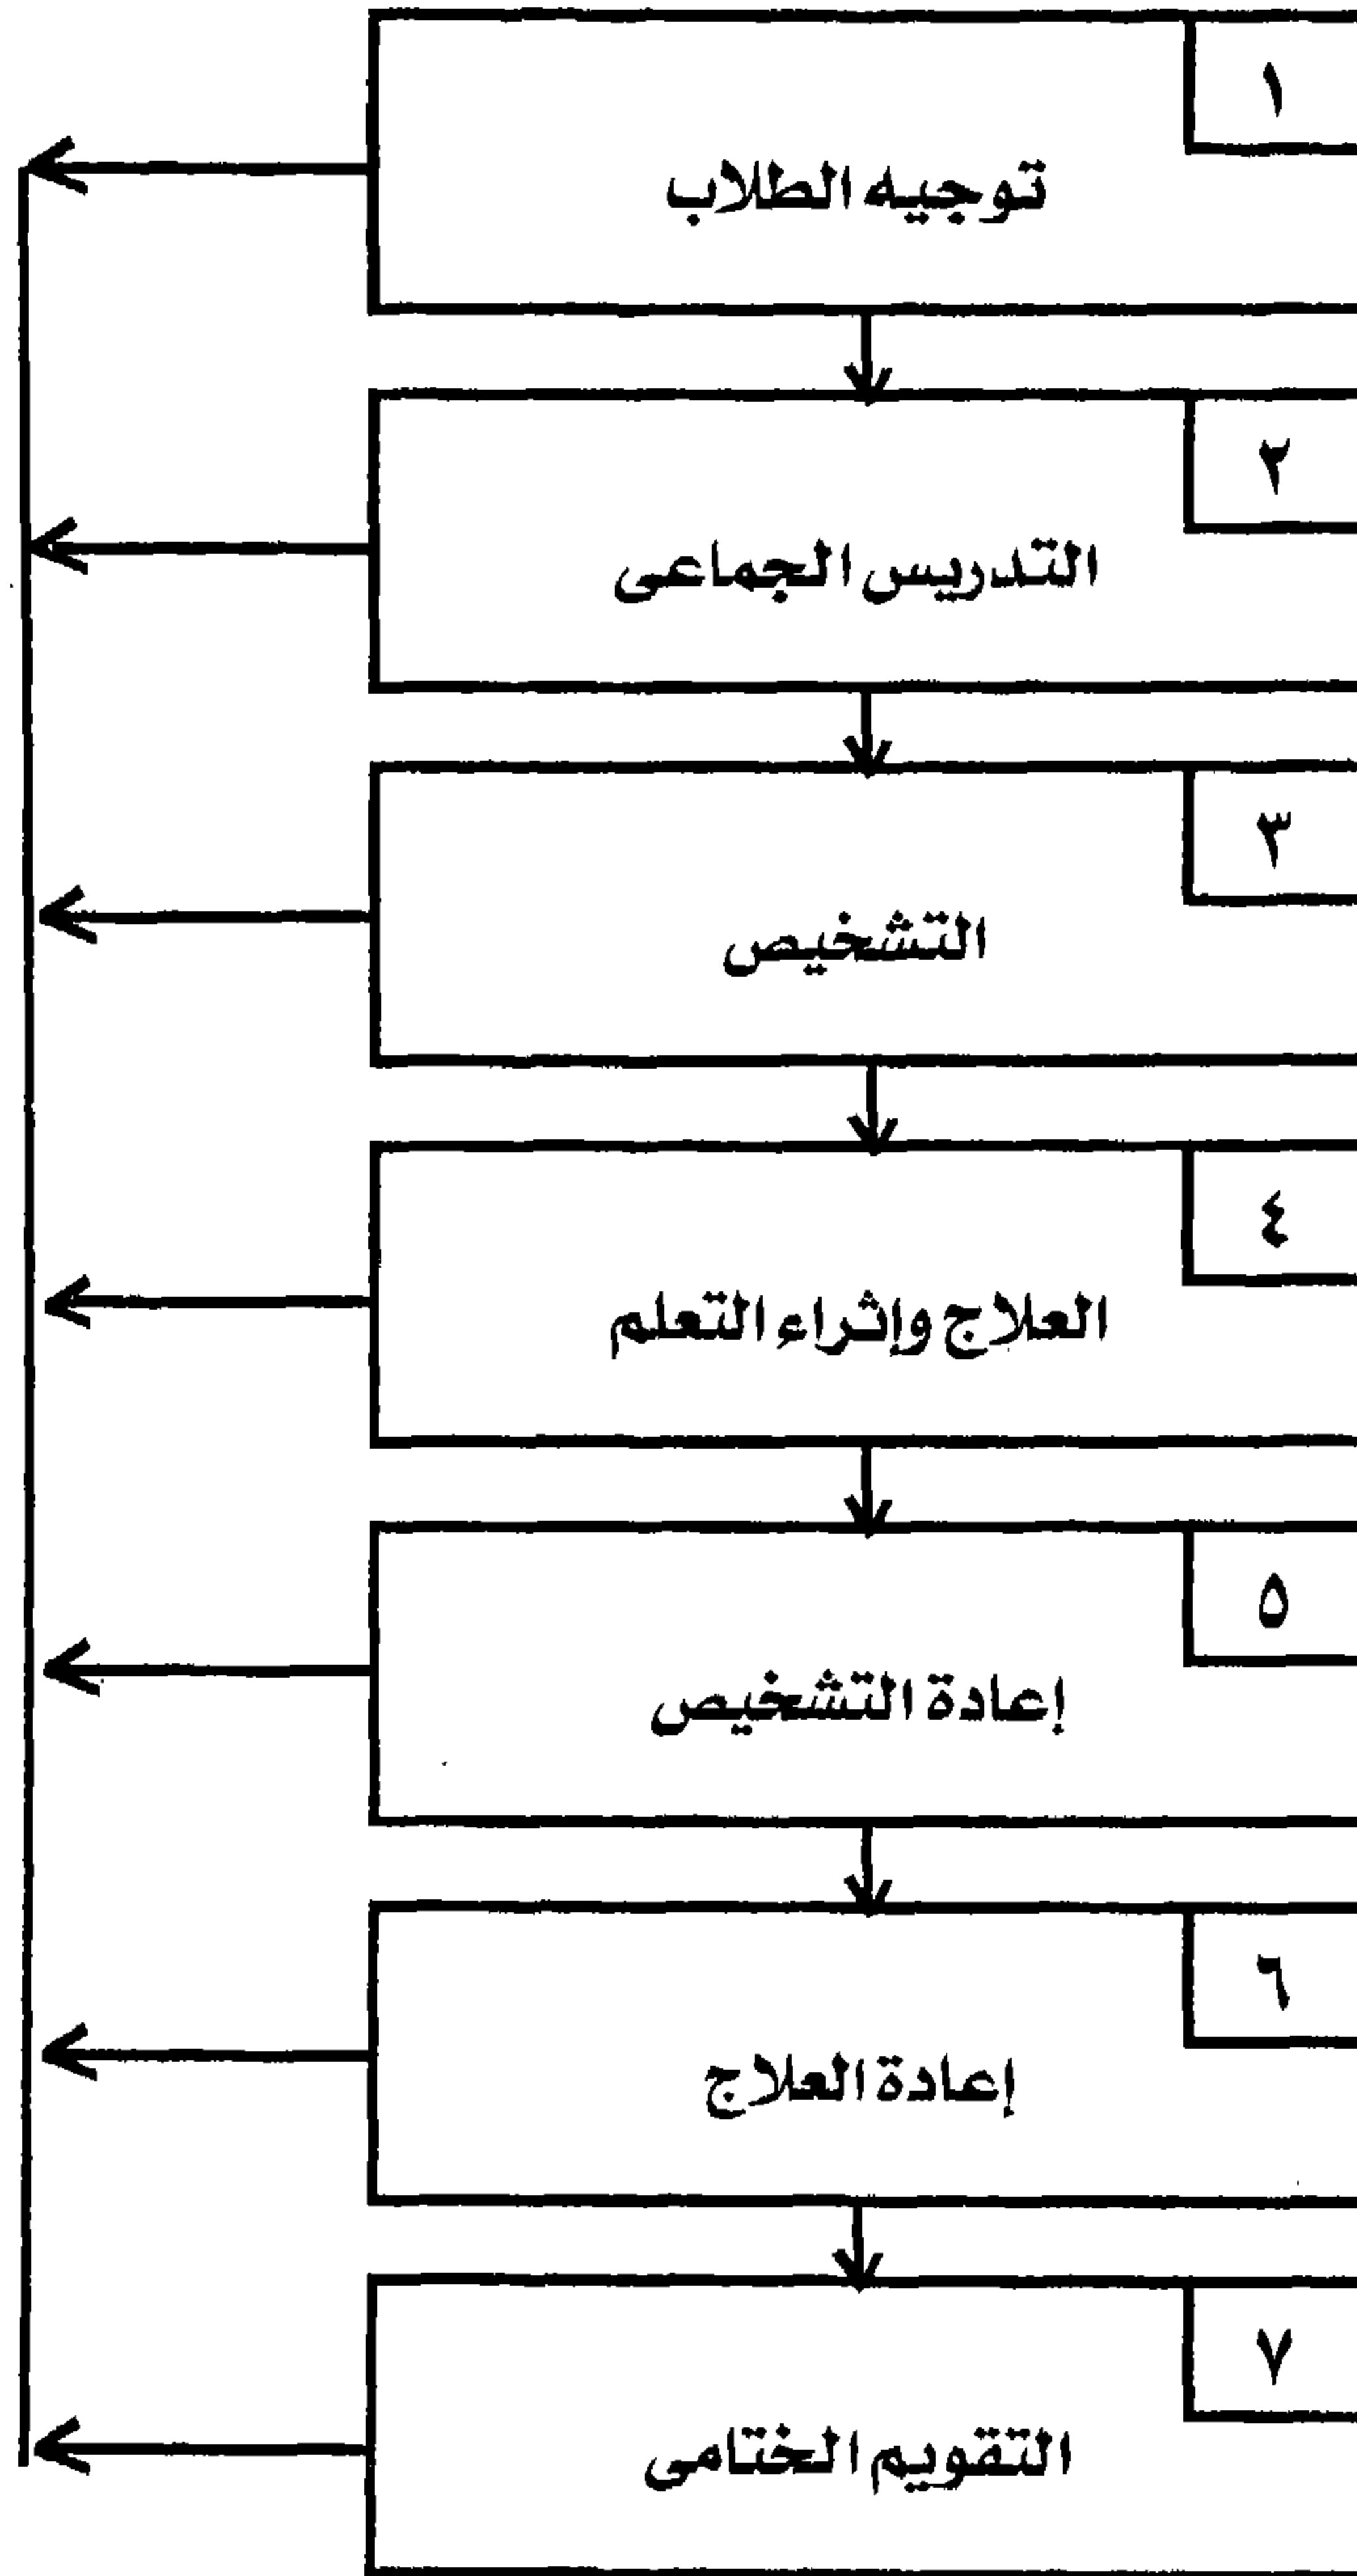 ١
توجيه الطلاب
٢
التدريس الجماعى
٣
التشخيص
٤
العلاج وإثراء التعلم
٥
إعادة التشخيص
٦
إعادة العلاج
٧
التقويم الختامى